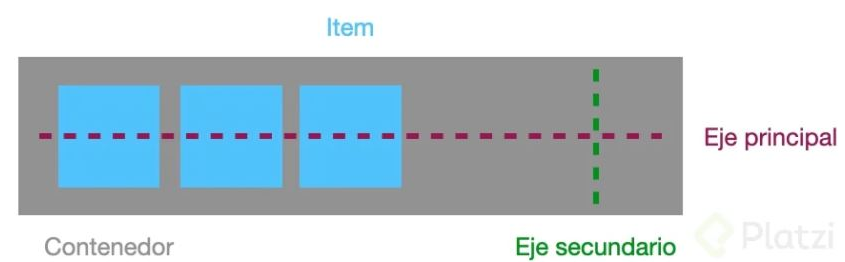 Item
Eje principal
Contenedor
Eje secundario
Platzi